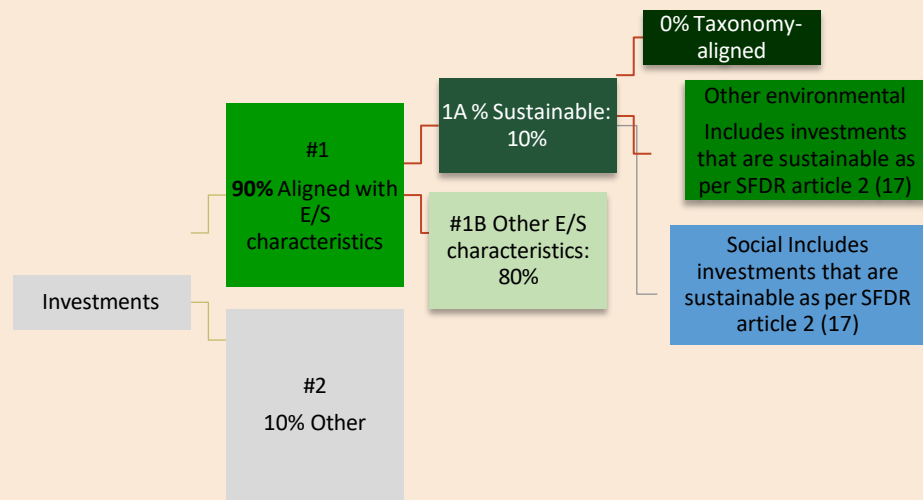 Investments
#1
90% Aligned with
E/S
characteristics
#2
10% Other
1A % Sustainable:
10%
#1B Other E/S
characteristics:
80%
0% Taxonomy-
aligned
Other environmental
Includes investments
that are sustainable as
per SFDR article 2 (17)
Social Includes
investments that are
sustainable as per SFDR
article 2 (17)